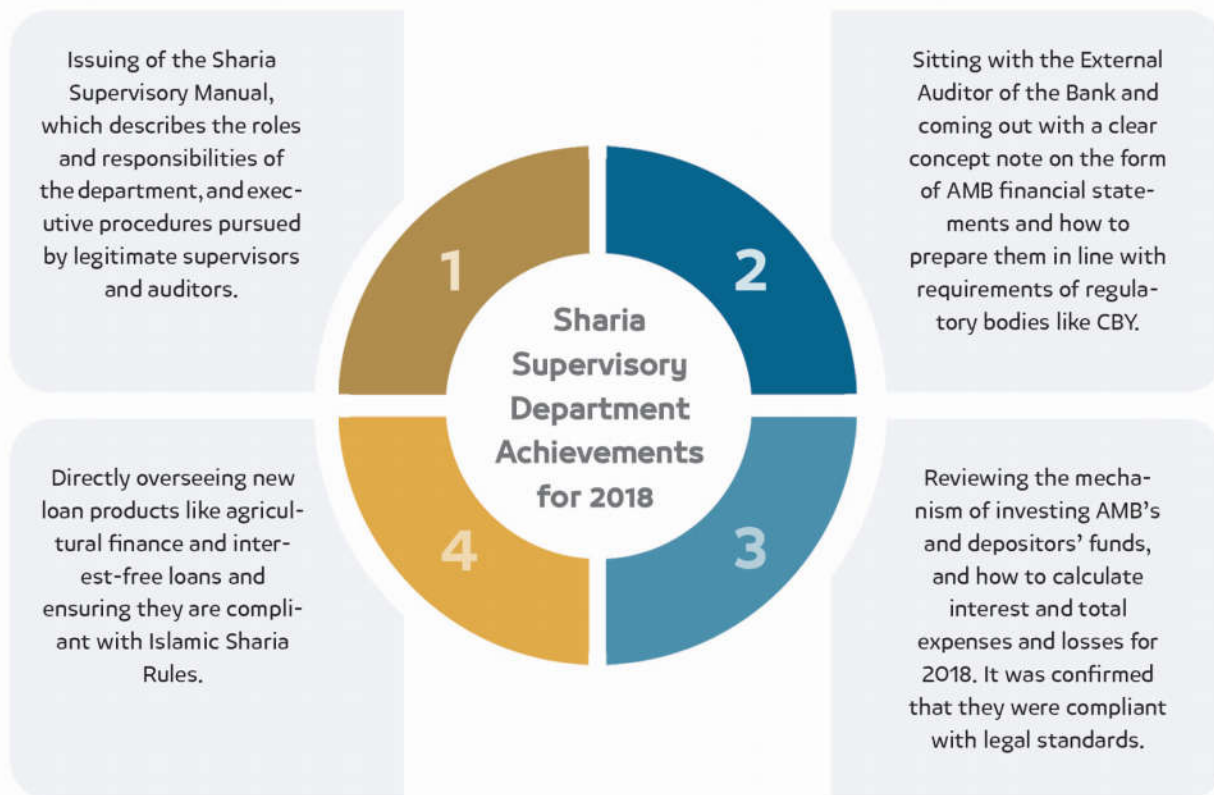 Issuing of the Sharia
Supervisory Manual,
which describes the roles
and responsibilities of
the department, and exec-
utive procedures pursued
by legitimate supervisors
and auditors.
1
Sitting with the External
Auditor of the Bank and
coming out with a clear
concept note on the form
of AMB financial state-
ments and how to
prepare them in line with
requirements of regula-
tory bodies like CBY.
2
Sharia
Supervisory
Department
Achievements
for 2018
Reviewing the mecha-
nism of investing AMB's
and depositors' funds,
and how to calculate
interest and total
expenses and losses for
2018. It was confirmed
that they were compliant
with legal standards.
3
Directly overseeing new
loan products like agricul-
tural finance and inter-
est-free loans and
ensuring they are compli-
ant with Islamic Sharia
Rules.
4